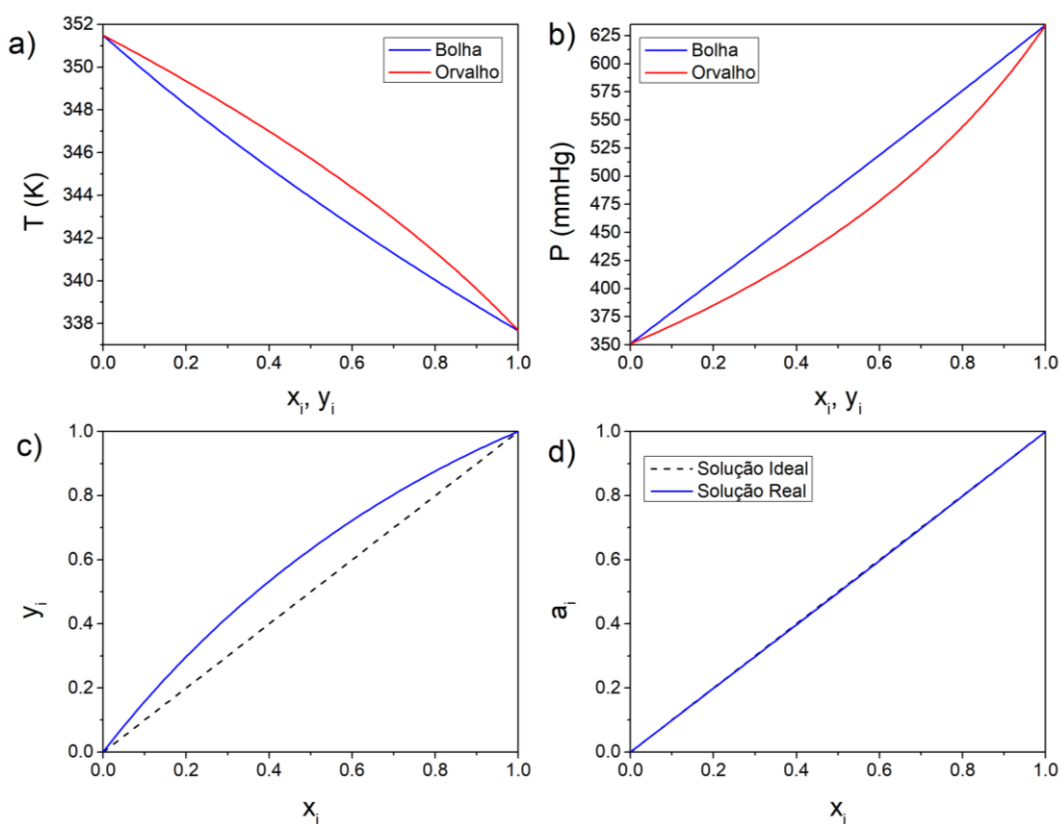 a)
352
350
348
346
344
342
340
338
T (K)
Bolha
Orvalho
0.0 0.2 0.4 0.6 0.8 1.0
xi, yi
b)
625
600
575
550
525
500
475
450
425
400
375
350
P (mmHg)
Bolha
Orvalho
0.0 0.2 0.4 0.6 0.8 1.0
xi, yi
c)
1.0
0.8
0.6
0.4
0.2
0.0
yi
0.0 0.2 0.4 0.6 0.8 1.0
xi
d)
1.0
0.8
0.6
0.4
0.2
0.0
ai
Solução Ideal
Solução Real
0.0 0.2 0.4 0.6 0.8 1.0
xi